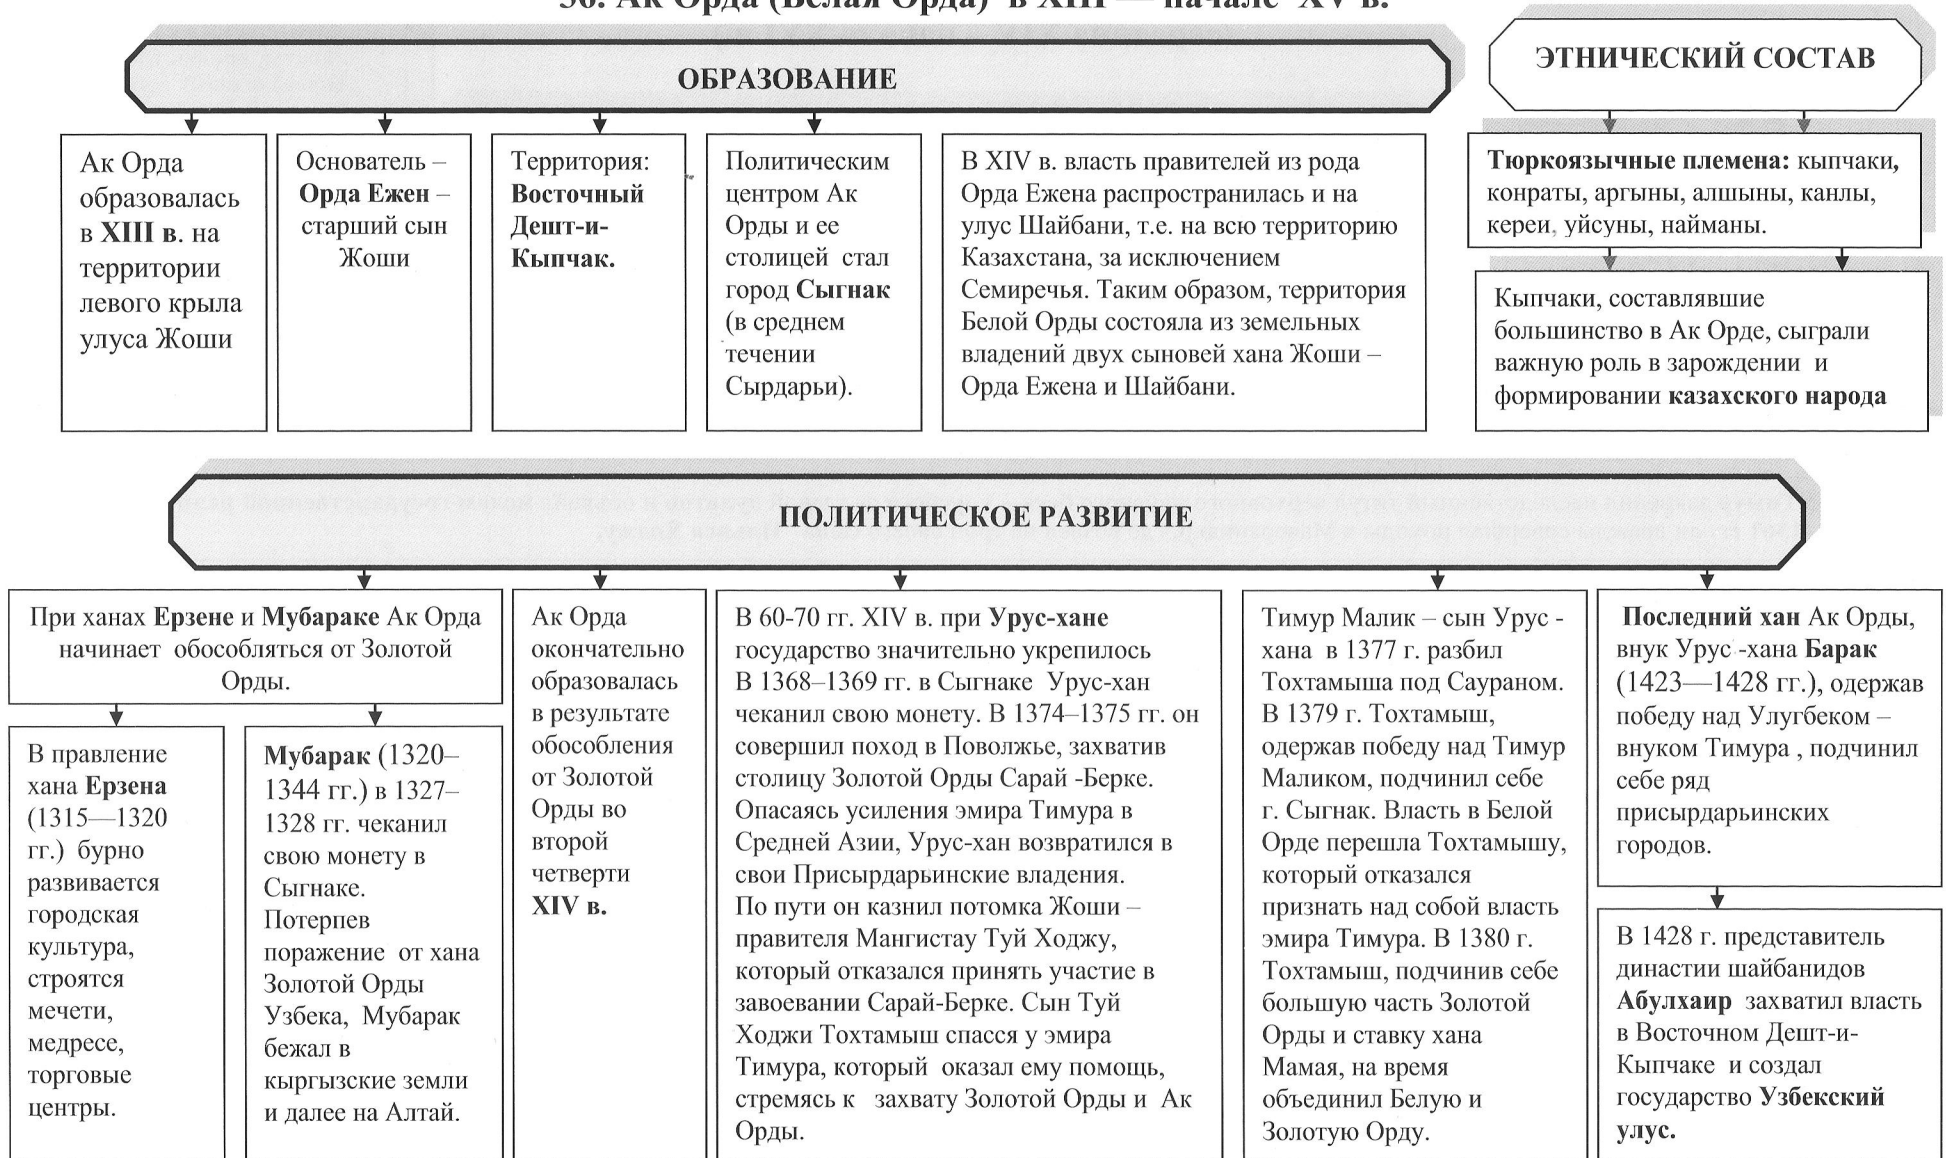 36. Ак Орда (Белая Орда) в XIII — начале XV в.
ОБРАЗОВАНИЕ
Ак Орда
образовалась
в XIII в. на
территории
левого крыла
улуса Жоши
Основатель –
Орда Ежен –
старший сын
Жоши
Территория:
Восточный
Дешт-и-
Кыпчак.
Политическим
центром Ак
Орды и ее
столицей стал
город Сыгнак
(в среднем
течении
Сырдарьи).
В XIV в. власть правителей из рода
Орда Ежена распространилась и на
улус Шайбани, т.е. на всю территорию
Казахстана, за исключением
Семиречья. Таким образом, территория
Белой Орды состояла из земельных
владений двух сыновей хана Жоши –
Орда Ежена и Шайбани.
ЭТНИЧЕСКИЙ СОСТАВ
Тюркоязычные племена: кыпчаки,
конраты, аргыны, алшыны, канлы,
кереи, уйсуны, найманы.
Кыпчаки, составлявшие
большинство в Ак Орде, сыграли
важную роль в зарождении и
формировании казахского народа
ПОЛИТИЧЕСКОЕ РАЗВИТИЕ
При ханах Ерзене и Мубараке Ак Орда
начинает обособляться от Золотой
Орды.
В правление
хана Ерзена
(1315—1320
гг.) бурно
развивается
городская
культура,
строятся
мечети,
медресе,
торговые
центры.
Мубарак (1320–
1344 гг.) в 1327–
1328 гг. чеканил
свою монету в
Сыгнаке.
Потерпев
поражение от хана
Золотой Орды
Узбека, Мубарак
бежал в
кыргызские земли
и далее на Алтай.
Ак Орда
окончательно
образовалась
в результате
обособления
от Золотой
Орды во
второй
четверти
XIV в.
В 60-70 гг. XIV в. при Урус-хане
государство значительно укрепилось
В 1368–1369 гг. в Сыгнаке Урус-хан
чеканил свою монету. В 1374–1375 гг. он
совершил поход в Поволжье, захватив
столицу Золотой Орды Сарай -Берке.
Опасаясь усиления эмира Тимура в
Средней Азии, Урус-хан возвратился в
свои Присырдарьинские владения.
По пути он казнил потомка Жоши –
правителя Мангистау Туй Ходжу,
который отказался принять участие в
завоевании Сарай-Берке. Сын Туй
Ходжи Тохтамыш спасся у эмира
Тимура, который оказал ему помощь,
стремясь к захвату Золотой Орды и Ак
Орды.
Тимур Малик – сын Урус -
хана в 1377 г. разбил
Тохтамыша под Саураном.
В 1379 г. Тохтамыш,
одержав победу над Тимур
Маликом, подчинил себе
г. Сыгнак. Власть в Белой
Орде перешла Тохтамышу,
который отказался
признать над собой власть
эмира Тимура. В 1380 г.
Тохтамыш, подчинив себе
большую часть Золотой
Орды и ставку хана
Мамая, на время
объединил Белую и
Золотую Орду.
Последний хан Ак Орды,
внук Урус -хана Барак
(1423—1428 гг.), одержав
победу над Улугбеком –
внуком Тимура , подчинил
себе ряд
присырдарьинских
городов.
В 1428 г. представитель
династии шайбанидов
Абулхаир захватил власть
в Восточном Дешт-и-
Кыпчаке и создал
государство Узбекский
улус.